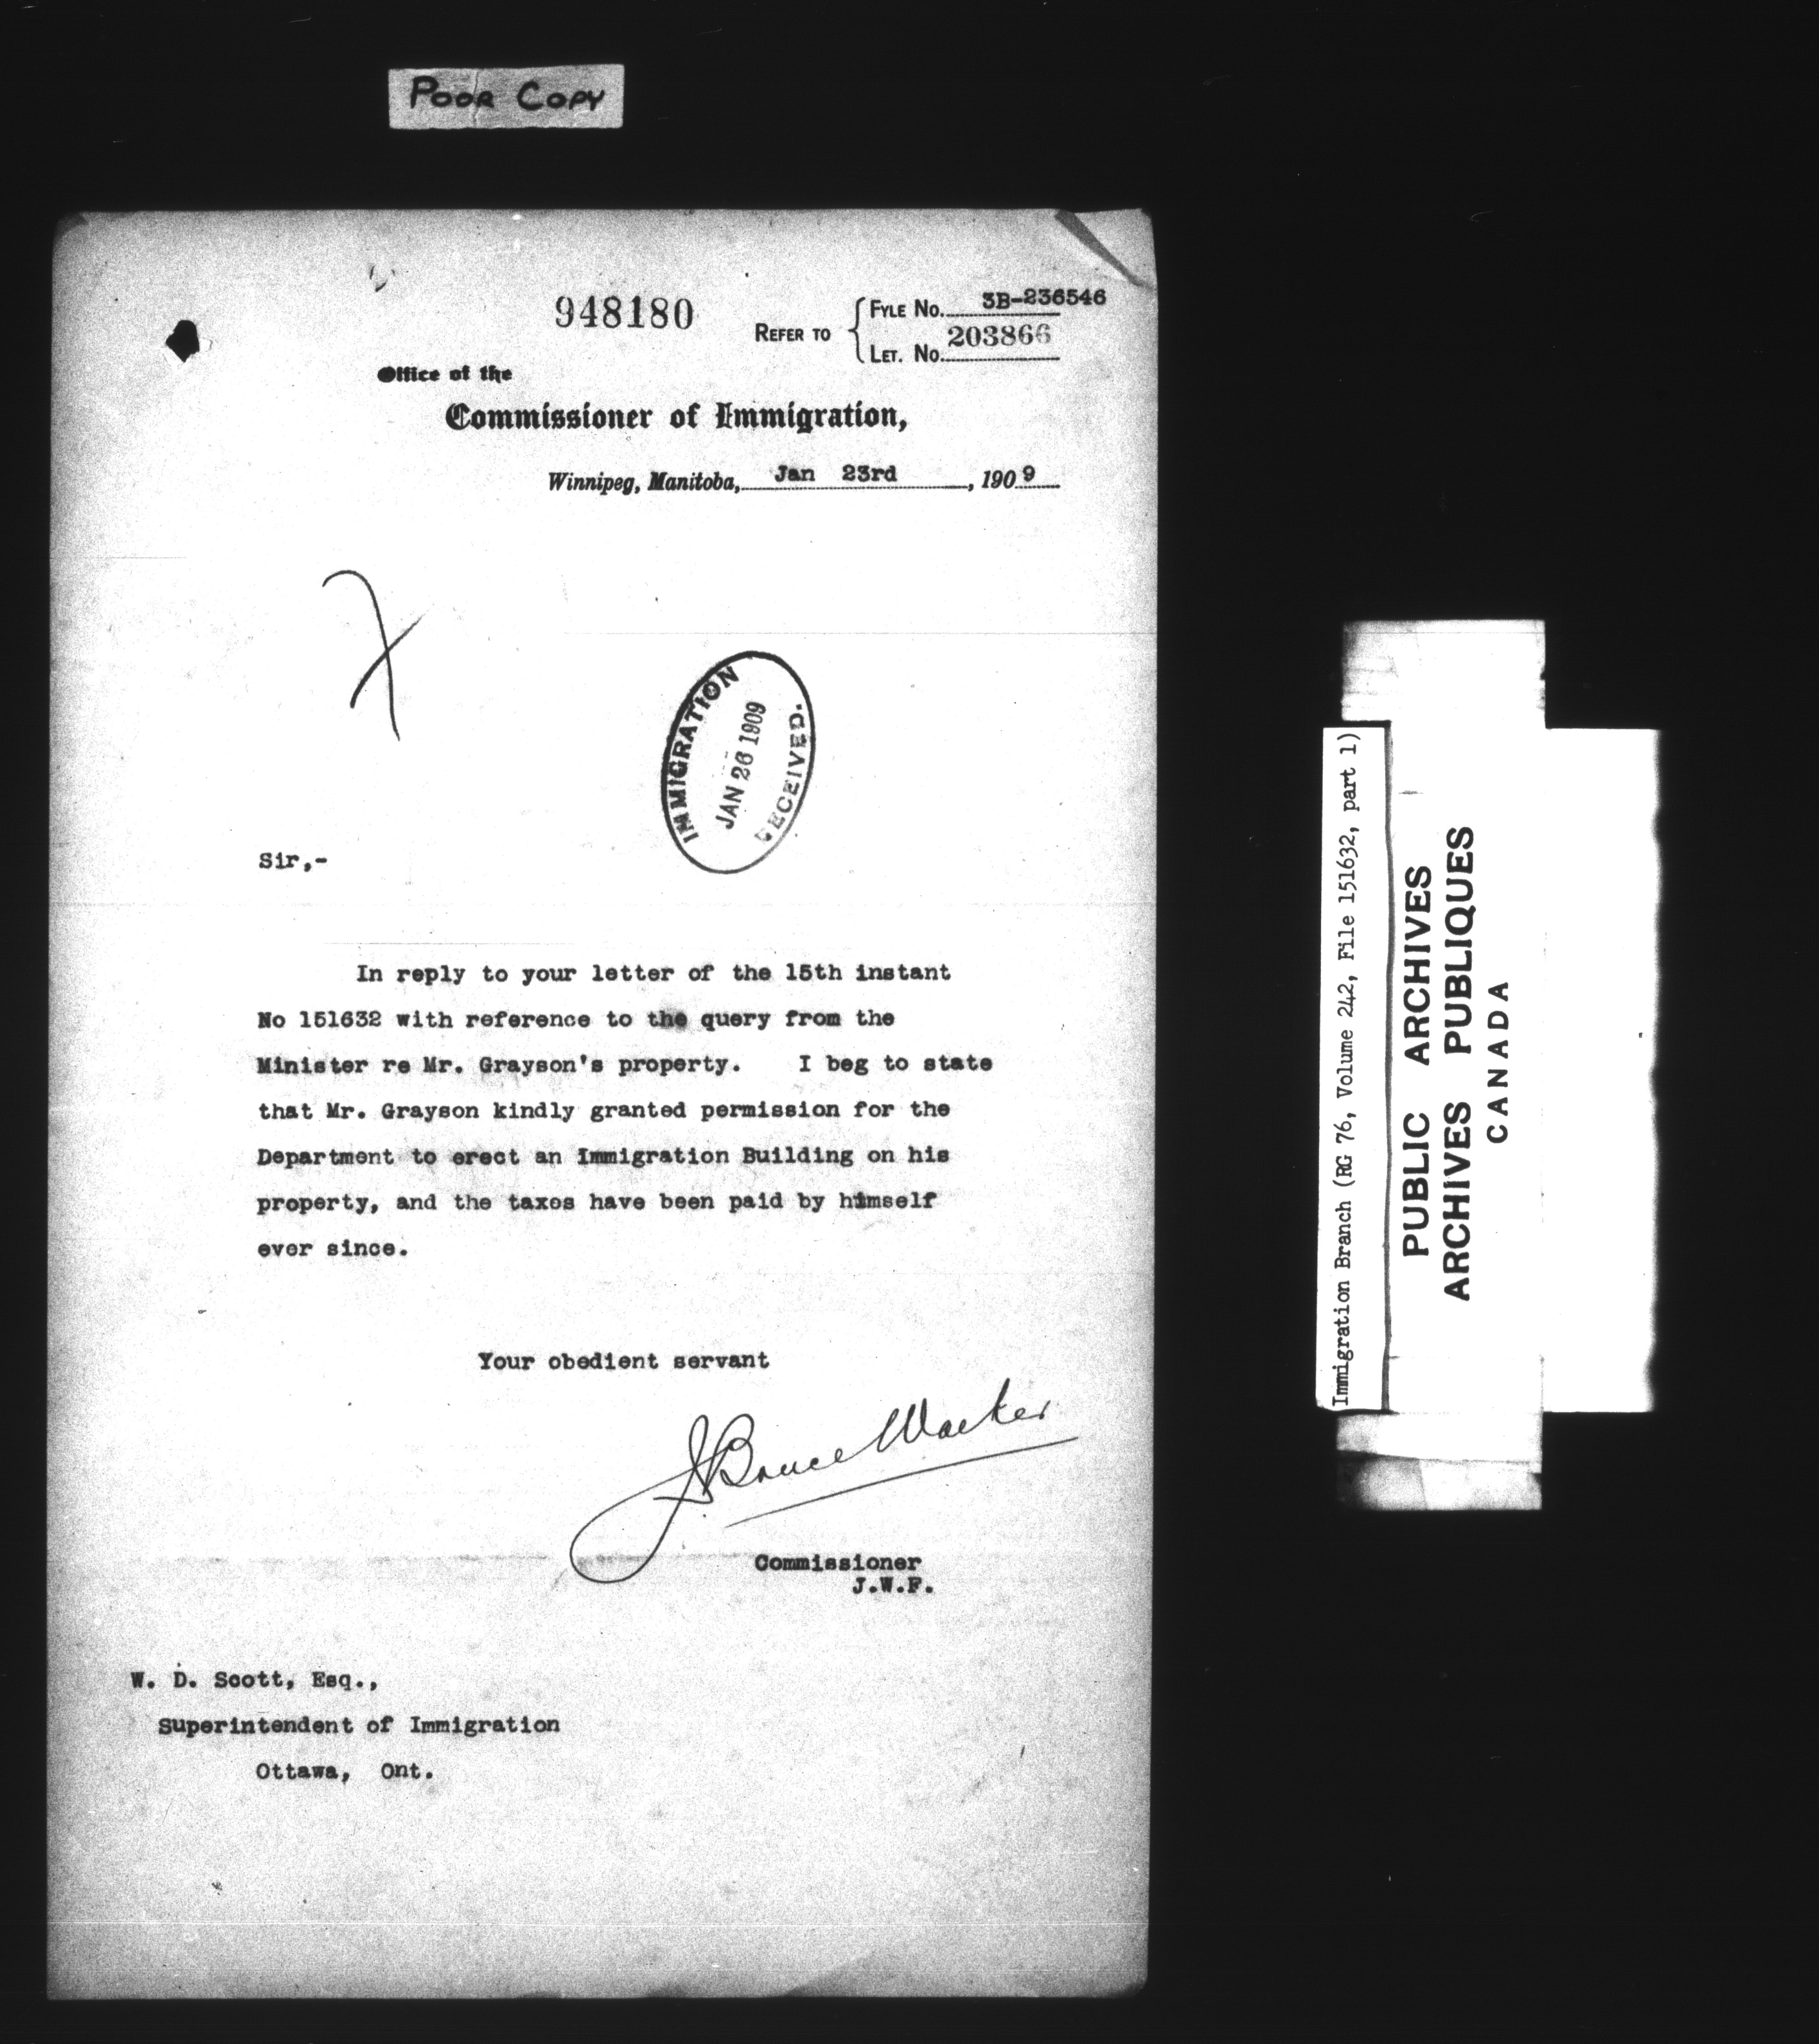 POOR COPY
948180
REFER TO
FYLE No. 3B-236546
LET. No. 203866
Office of the
Commissioner of Immigration,
Winnipeg, Manitoba, Jan 23rd, 1909
IMMIGRATION
JAN 26 1909
RECEIVED.
Sir,-
In reply to your letter of the 15th instant
No 151632 with reference to the query from the
Minister re Mr. Grayson's property. I beg to state
that Mr. Grayson kindly granted permission for the
Department to erect an Immigration Building on his
property, and the taxes have been paid by himself
ever since.
Your obedient servant
J Bruce Walker
Commissioner
J.W.F.
W. D. Scott, Esq.,
Superintendent of Immigration
Ottawa, Ont.
Immigration Branch (RG 76, Volume 242, File 151632, part 1)
PUBLIC ARCHIVES
ARCHIVES PUBLIQUES
CANADA